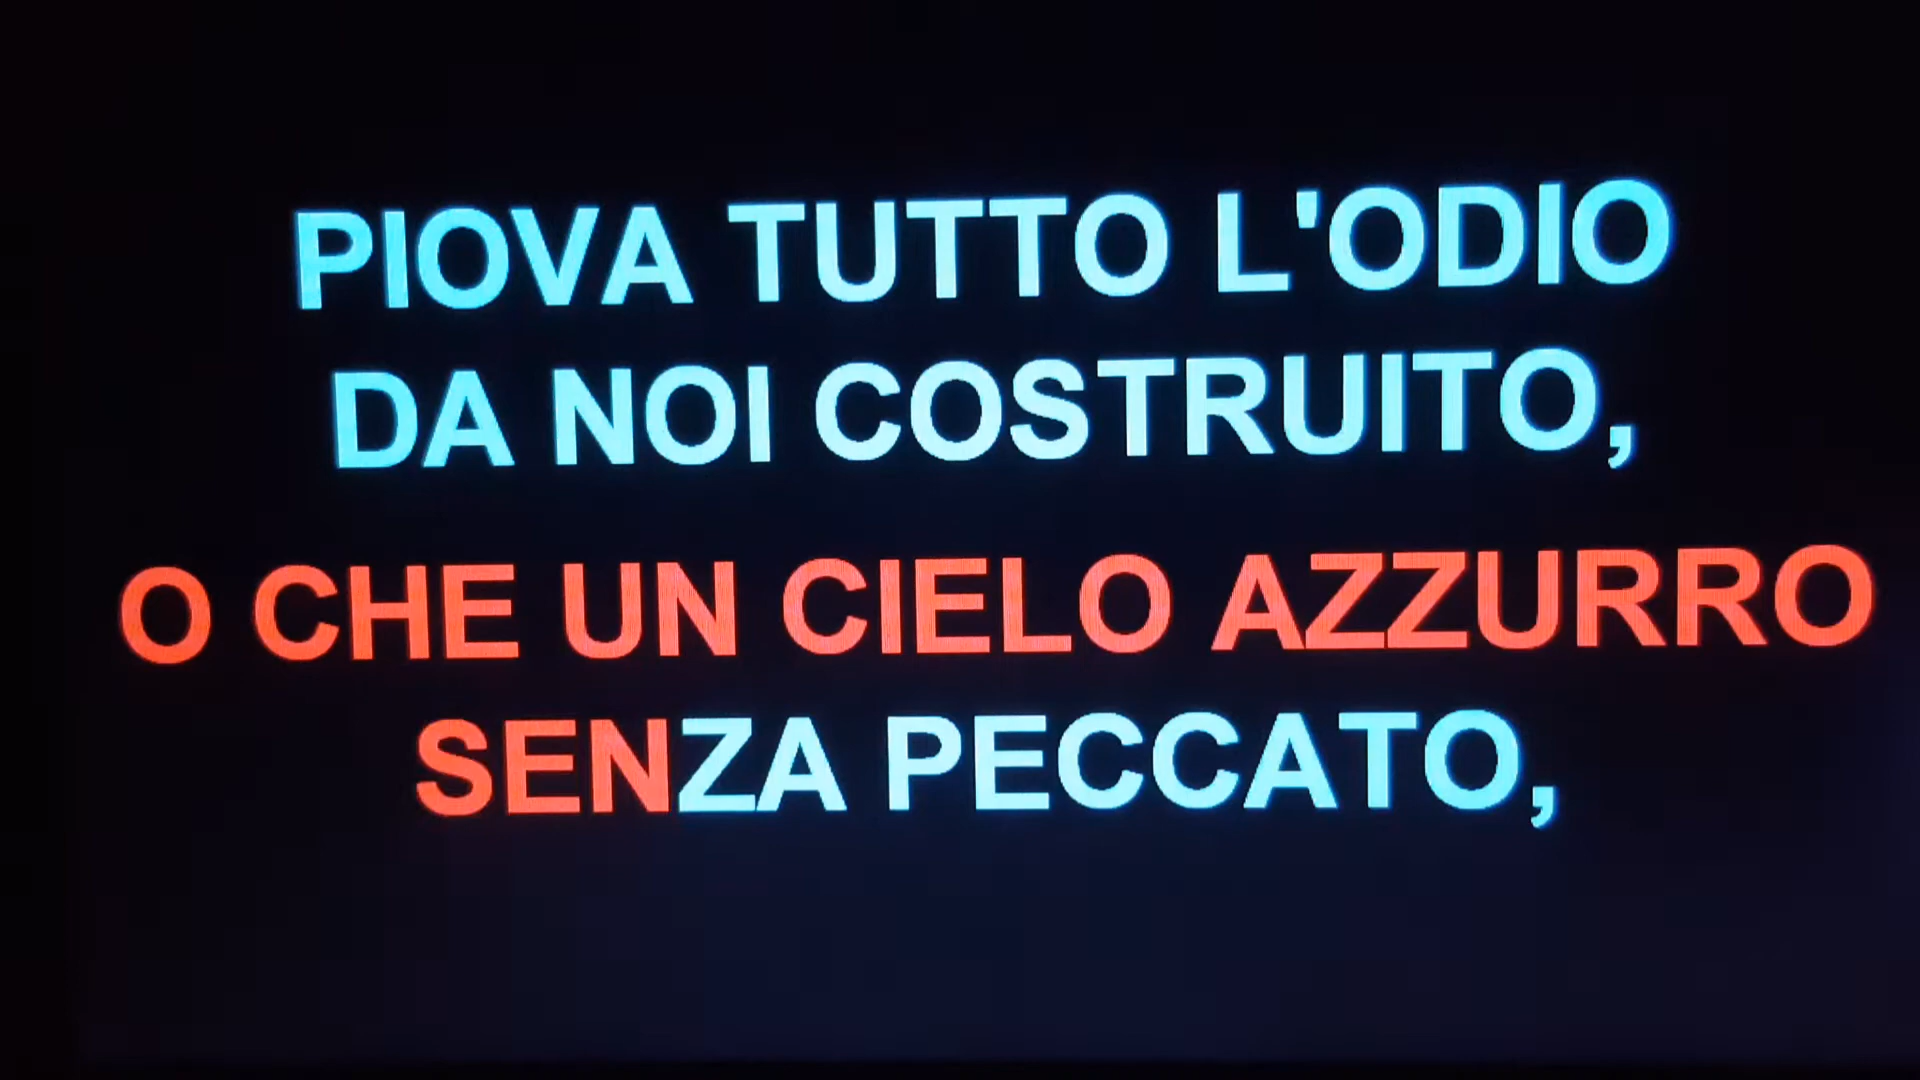 PIOVA TUTTO L'ODIO
DA NOI COSTRUITO,
O CHE UN CIELO AZZURRO
SENZA PECCATO,